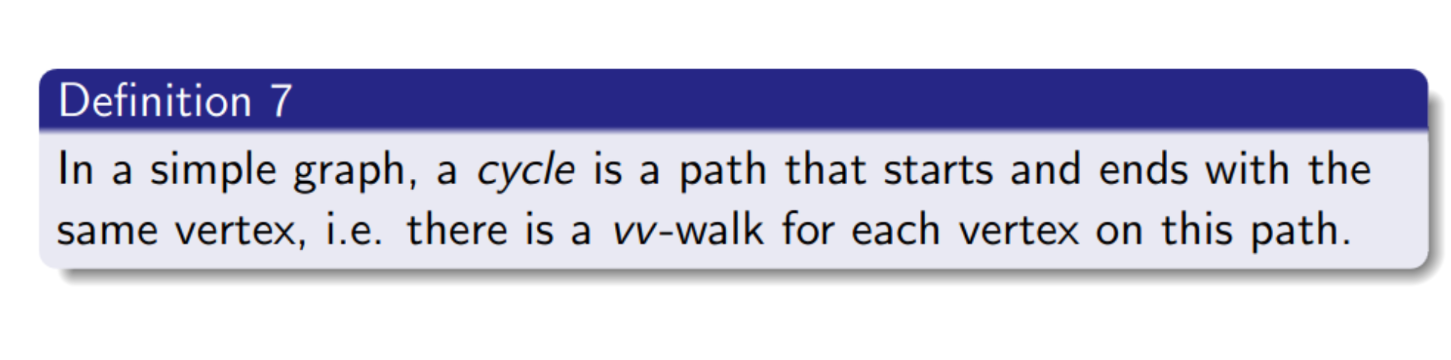 Definition 7
In a simple graph, a cycle is a path that starts and ends with the
same vertex, i.e. there is a vv-walk for each vertex on this path.